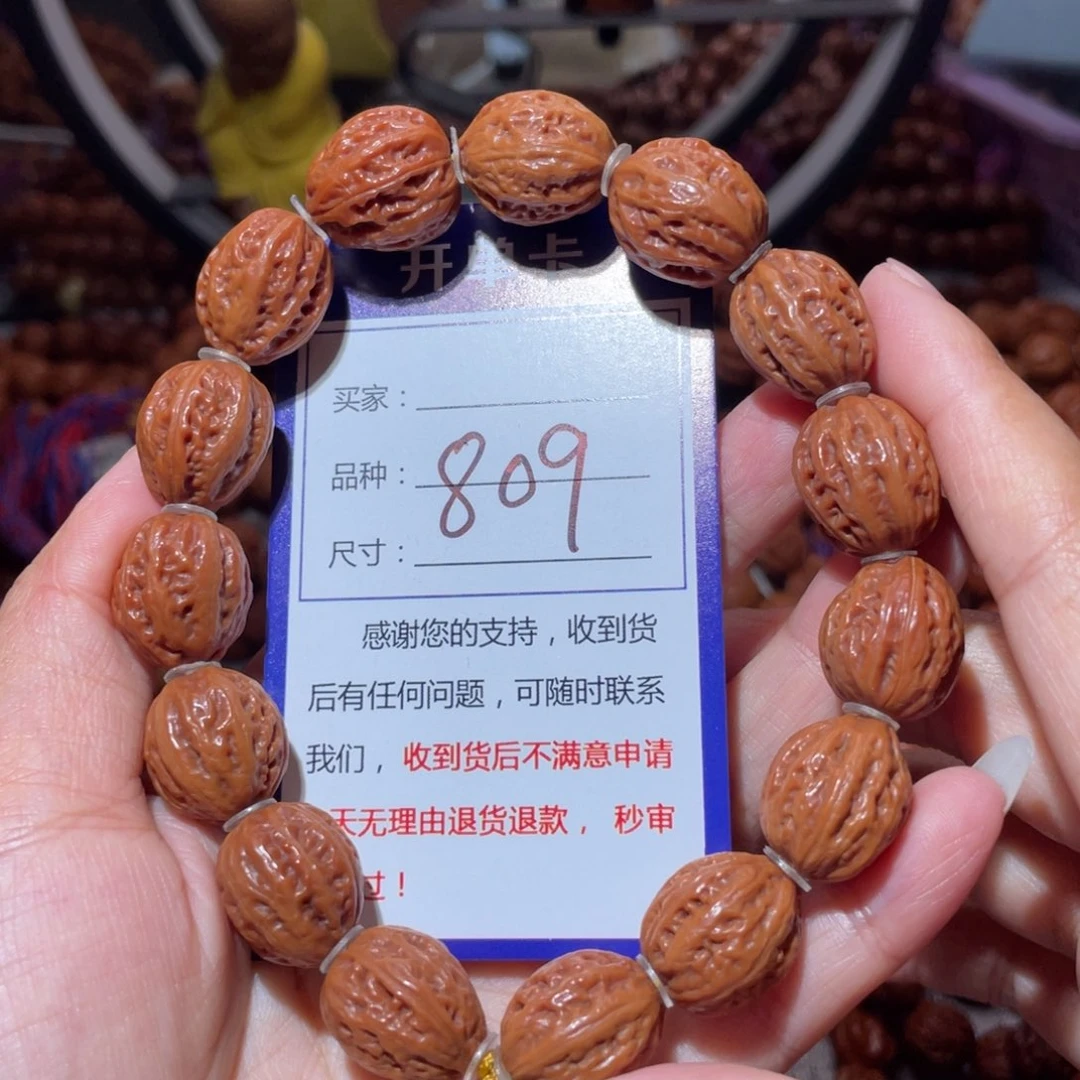 开单卡
买家：
品种：809
尺寸：
感谢您的支持，收到货
后有任何问题，可随时联系
我们，收到货后不满意申请
天无理由退货退款， 秒审
过！